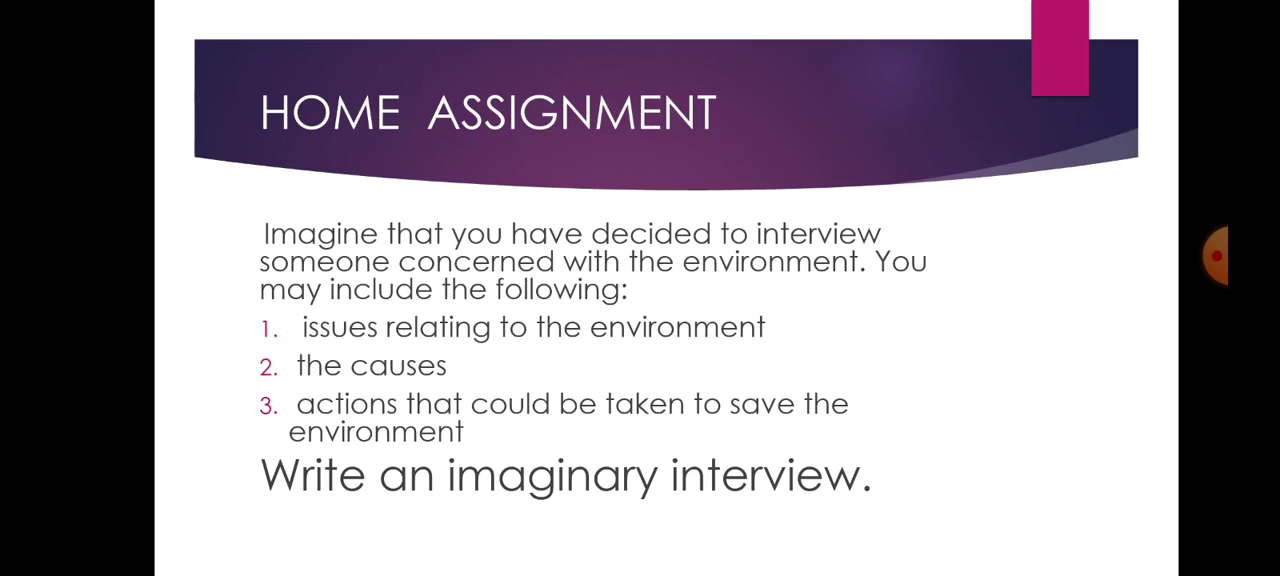 HOME ASSIGNMENT
Imagine that you have decided to interview
someone concerned with the environment. You
may include the following:
1. issues relating to the environment
2. the causes
3. actions that could be taken to save the
environment
Write an imaginary interview.